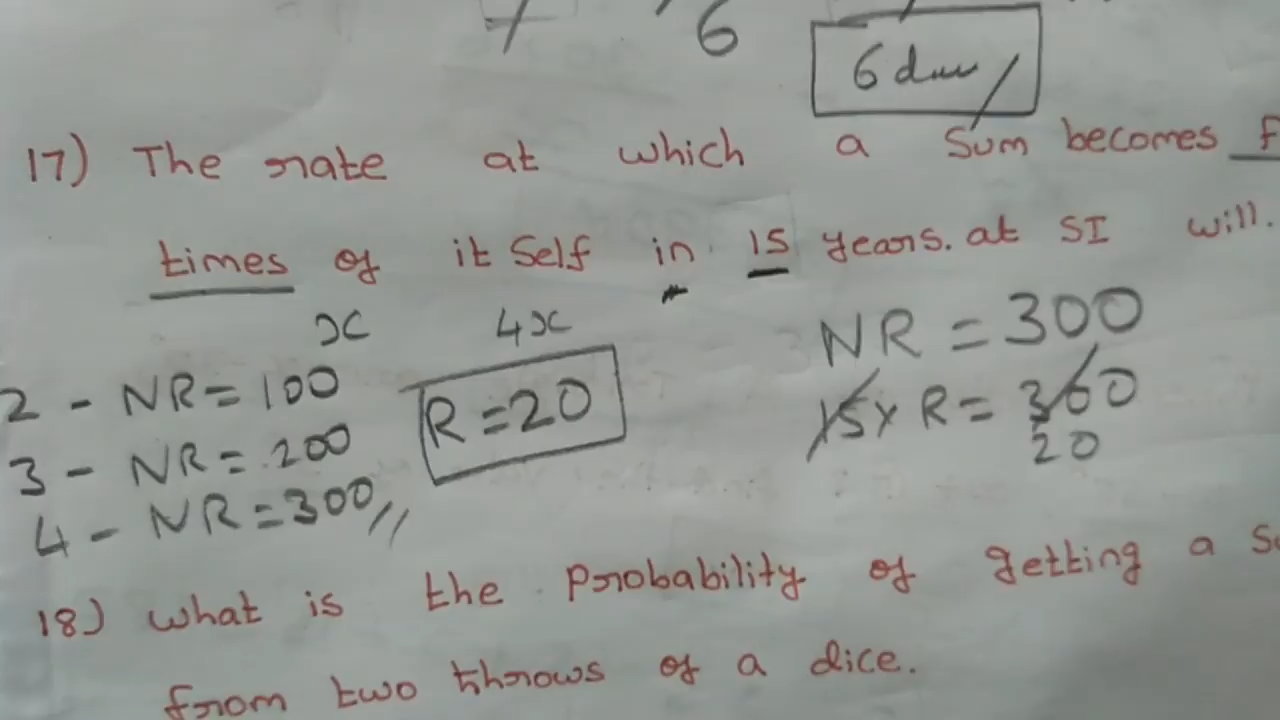 6
6 days
17) The rate at which a Sum becomes
times of it Self in 15 years. at SI will.
x 4x
NR = 300
2 - NR = 100
R = 20
15 x R = 300
20
3 - NR = 200
4 - NR = 300 //
18) What is the Probability of getting a
from two throws of a dice.